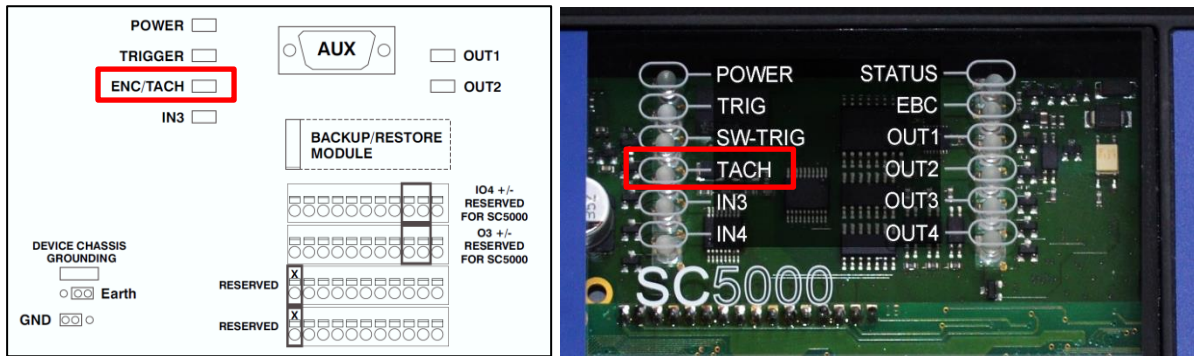 POWER
TRIGGER
ENC/TACH
IN3
AUX
OUT1
OUT2
BACKUP/RESTORE
MODULE
IO4 +/-
RESERVED
FOR SC5000
O3 +/-
RESERVED
FOR SC5000
DEVICE CHASSIS
GROUNDING
Earth
GND
X
RESERVED
X
RESERVED
POWER
TRIG
SW-TRIG
TACH
IN3
IN4
STATUS
EBC
OUT1
OUT2
OUT3
OUT4
SC5000